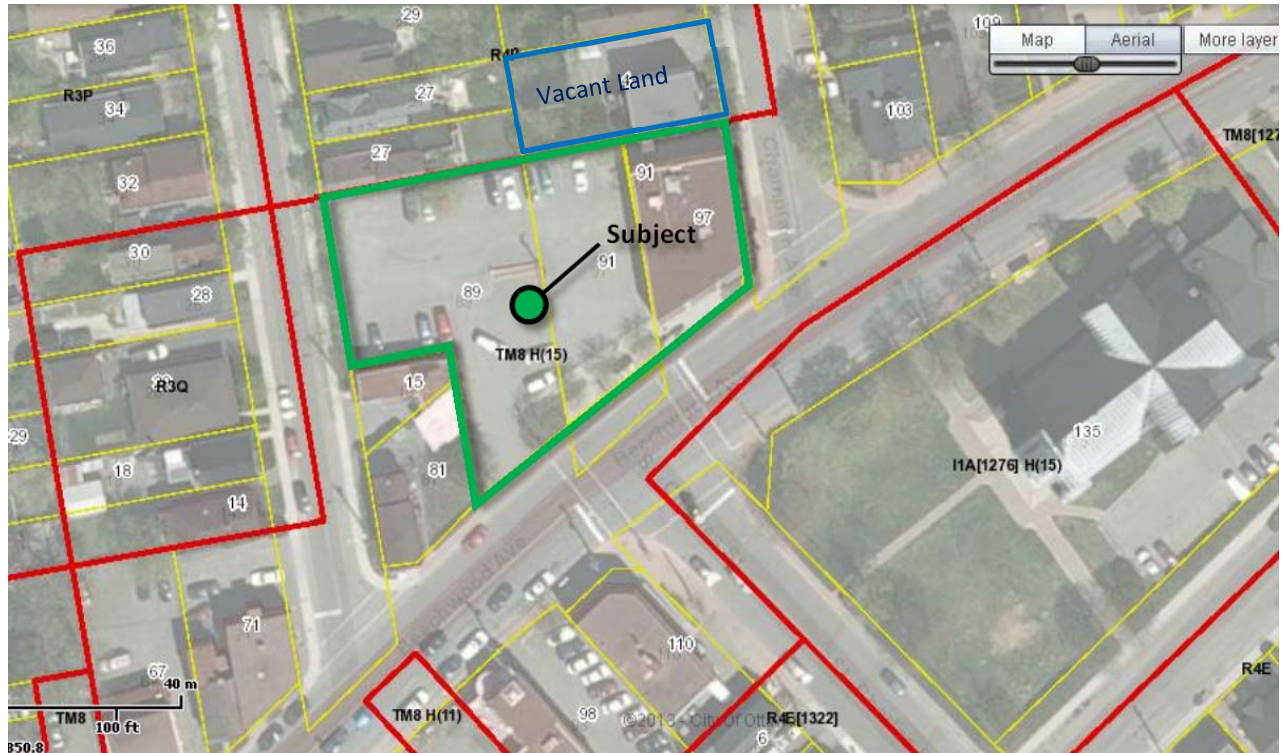 29
109
36
R4P
Map
Aerial
More layer
Vacant Land
R3P
27
34
103
TM8[127
27
91
32
97
Subject
30
91
89
28
TM8 H(15)
15
R3Q
135
29
81
I1A[1276] H(15)
18
14
71
110
67
40 m
R4E
TM8
100 ft
TM8 H(11)
98
©2013 - City Of Ott
R4E[1322]
6
850.8